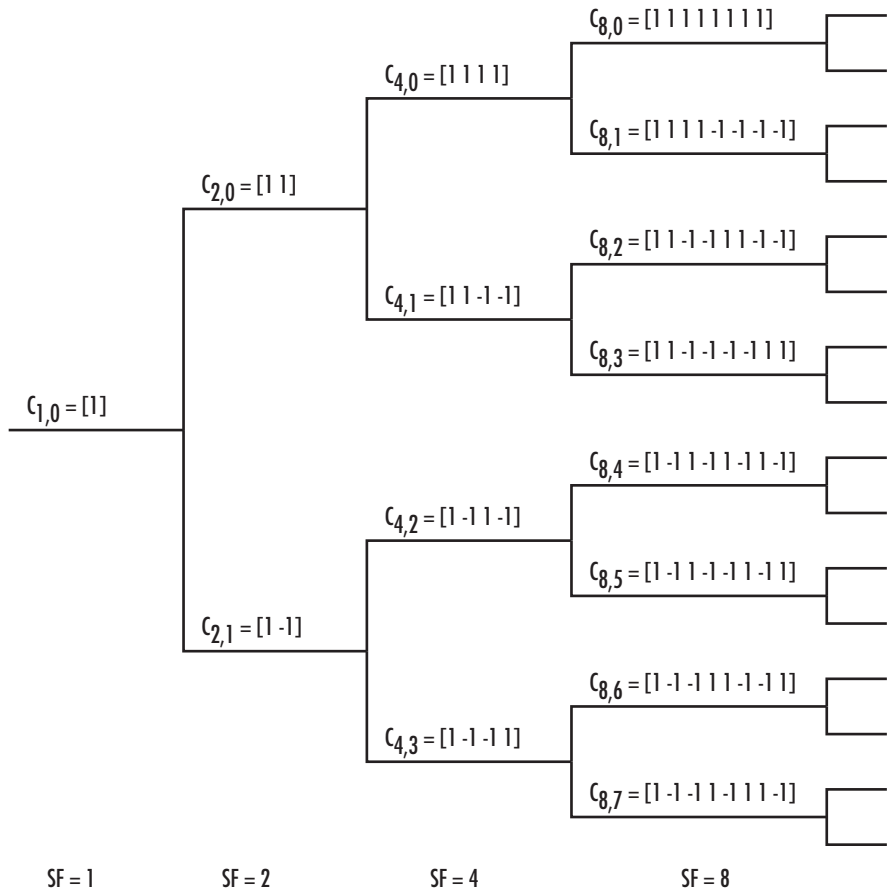 C8,0 = [1 1 1 1 1 1 1 1]
C4,0 = [1 1 1 1]
C8,1 = [1 1 1 1 -1 -1 -1 -1]
C2,0 = [1 1]
C8,2 = [1 1 -1 -1 1 1 -1 -1]
C4,1 = [1 1 -1 -1]
C8,3 = [1 1 -1 -1 -1 -1 1 1]
C1,0 = [1]
C8,4 = [1 -1 1 -1 1 -1 1 -1]
C4,2 = [1 -1 1 -1]
C8,5 = [1 -1 1 -1 -1 1 -1 1]
C2,1 = [1 -1]
C8,6 = [1 -1 -1 1 1 -1 -1 1]
C4,3 = [1 -1 -1 1]
C8,7 = [1 -1 -1 1 -1 1 1 -1]
SF = 1 SF = 2 SF = 4 SF = 8